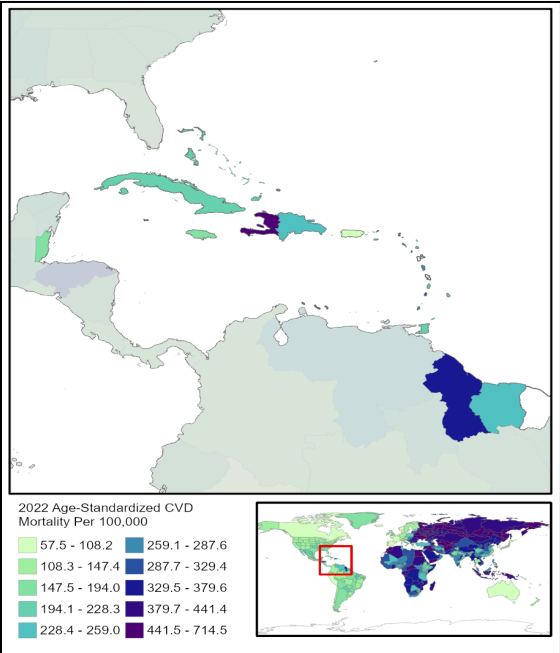 2022 Age-Standardized CVD
Mortality Per 100,000
57.5 - 108.2
108.3 - 147.4
147.5 - 194.0
194.1 - 228.3
228.4 - 259.0
259.1 - 287.6
287.7 - 329.4
329.5 - 379.6
379.7 - 441.4
441.5 - 714.5